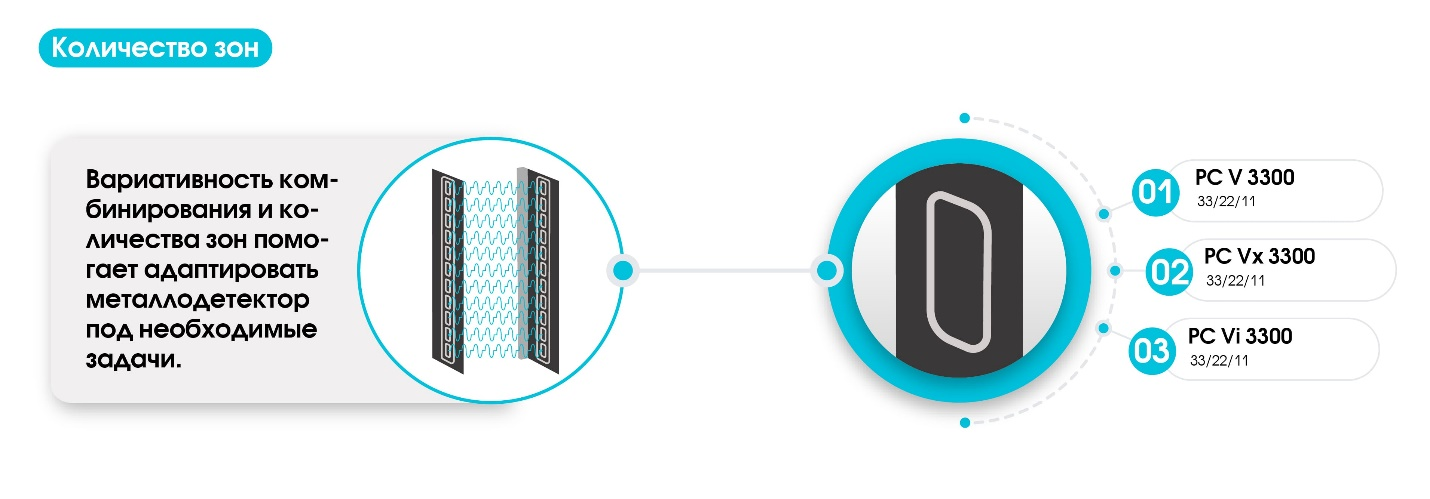 Количество зон
Вариативность ком-
бинирования и ко-
личества зон помо-
гает адаптировать
металлодетектор
под необходимые
задачи.
01
PC V 3300
33/22/11
02
PC Vx 3300
33/22/11
03
PC Vi 3300
33/22/11